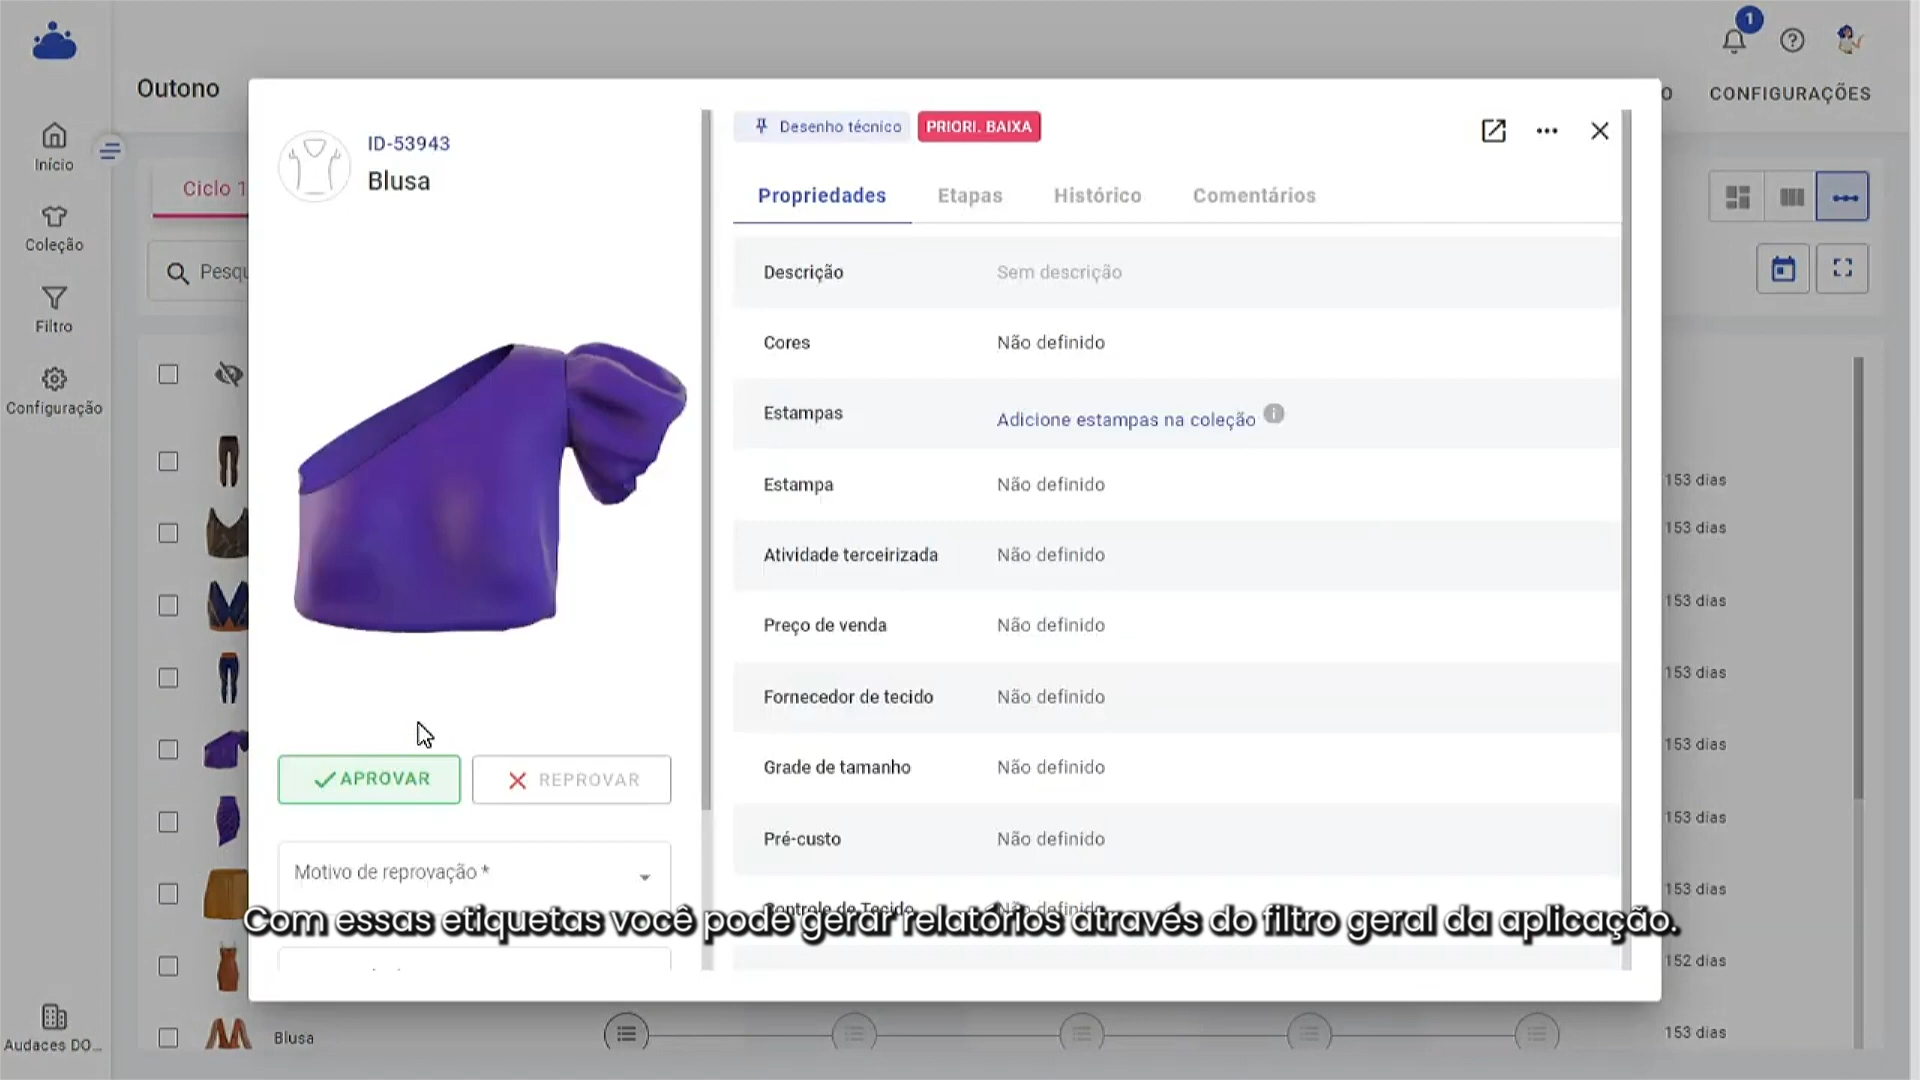 1
Outono
CONFIGURAÇÕES
Início
Coleção
Filtro
Configuração
Audaces DO...
Ciclo 1
ID-53943
Blusa
APROVAR
REPROVAR
Motivo de reprovação *
Desenho técnico
PRIORI. BAIXA
Propriedades
Etapas
Histórico
Comentários
Descrição
Sem descrição
Cores
Não definido
Estampas
Adicione estampas na coleção
Estampa
Não definido
Atividade terceirizada
Não definido
Preço de venda
Não definido
Fornecedor de tecido
Não definido
Grade de tamanho
Não definido
Pré-custo
Não definido
Controle de Tecido
Com essas etiquetas você pode gerar relatórios através do filtro geral da aplicação.
153 dias
153 dias
153 dias
153 dias
153 dias
153 dias
153 dias
152 dias
Blusa
153 dias